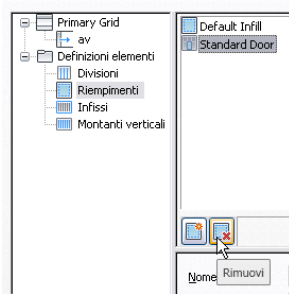 Primary Grid
av
Definizioni elementi
Divisioni
Riempimenti
Infissi
Montanti verticali
Default Infill
Standard Door
Nome
Rimuovi